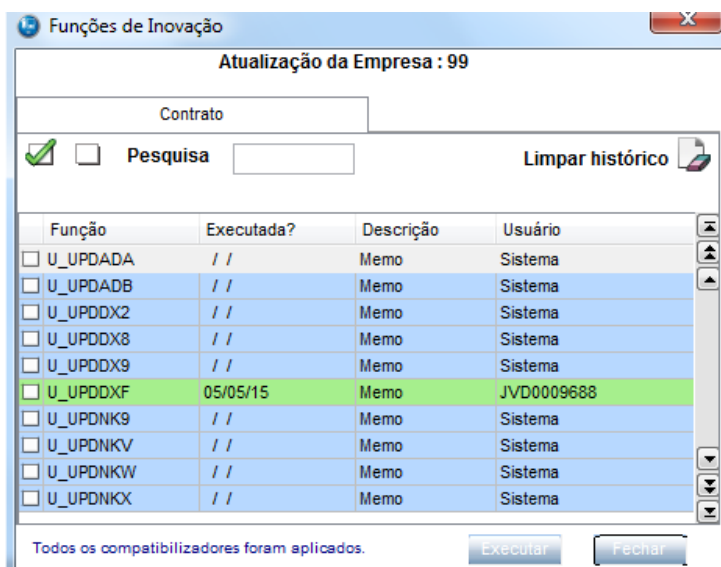 Funções de Inovação
Atualização da Empresa : 99
Contrato
Pesquisa Limpar histórico
Função Executada? Descrição Usuário
U_UPDADA / / Memo Sistema
U_UPDADB / / Memo Sistema
U_UPDDX2 / / Memo Sistema
U_UPDDX8 / / Memo Sistema
U_UPDDX9 / / Memo Sistema
U_UPDDXF 05/05/15 Memo JVD0009688
U_UPDNK9 / / Memo Sistema
U_UPDNKV / / Memo Sistema
U_UPDNKW / / Memo Sistema
U_UPDNKX / / Memo Sistema
Todos os compatibilizadores foram aplicados. Executar Fechar